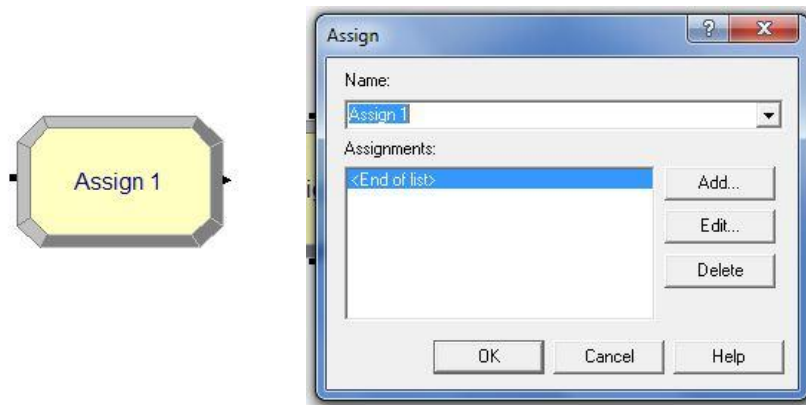 Assign 1
Assign
Name:
Assign 1
Assignments:
<End of list>
Add...
Edit...
Delete
OK
Cancel
Help